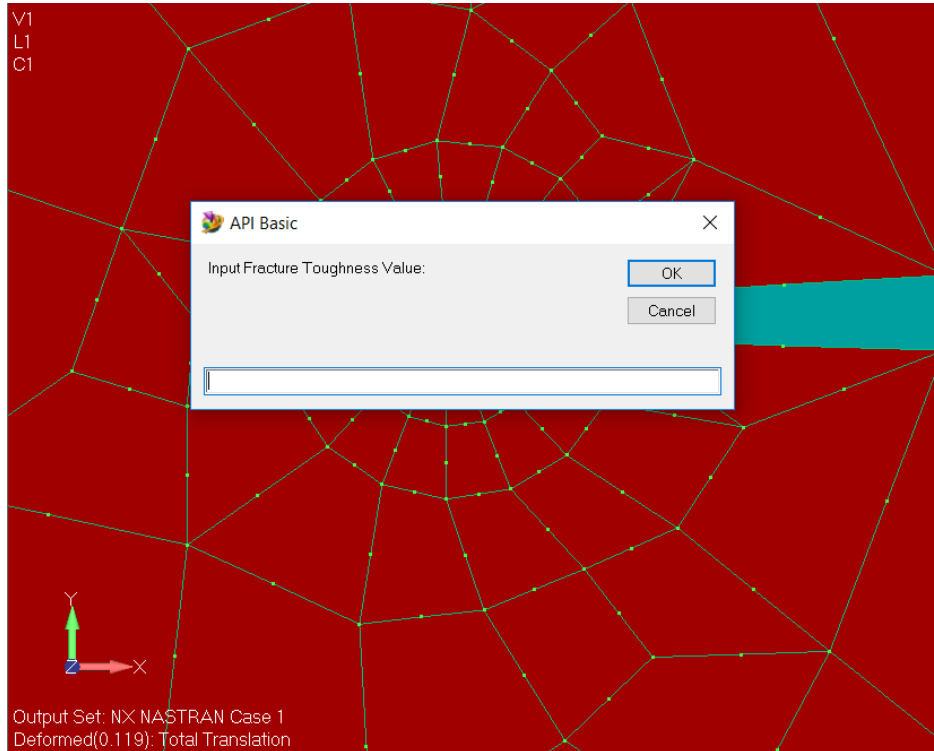 V1
L1
C1
API Basic
Input Fracture Toughness Value:
OK
Cancel
Y
Z
X
Output Set: NX NASTRAN Case 1
Deformed(0.119): Total Translation